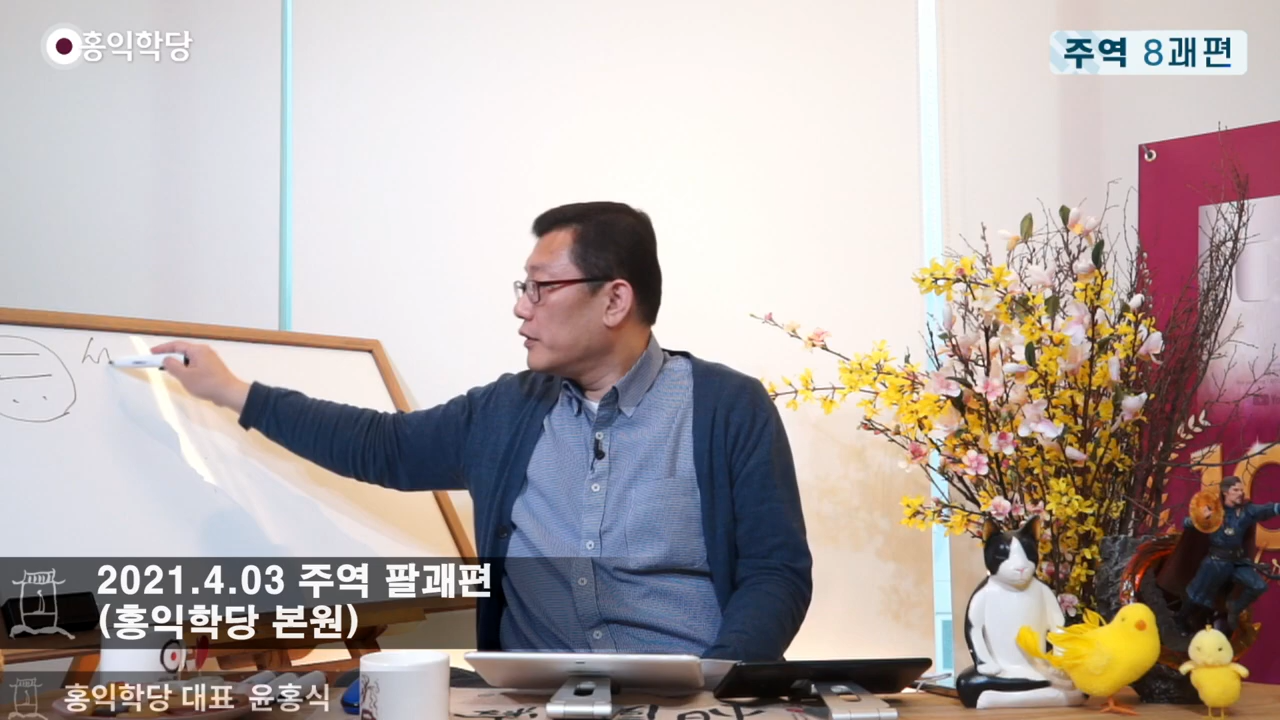 홍익학당
주역 8괘편
2021.4.03 주역 팔괘편
(홍익학당 본원)
홍익학당 대표 윤홍식